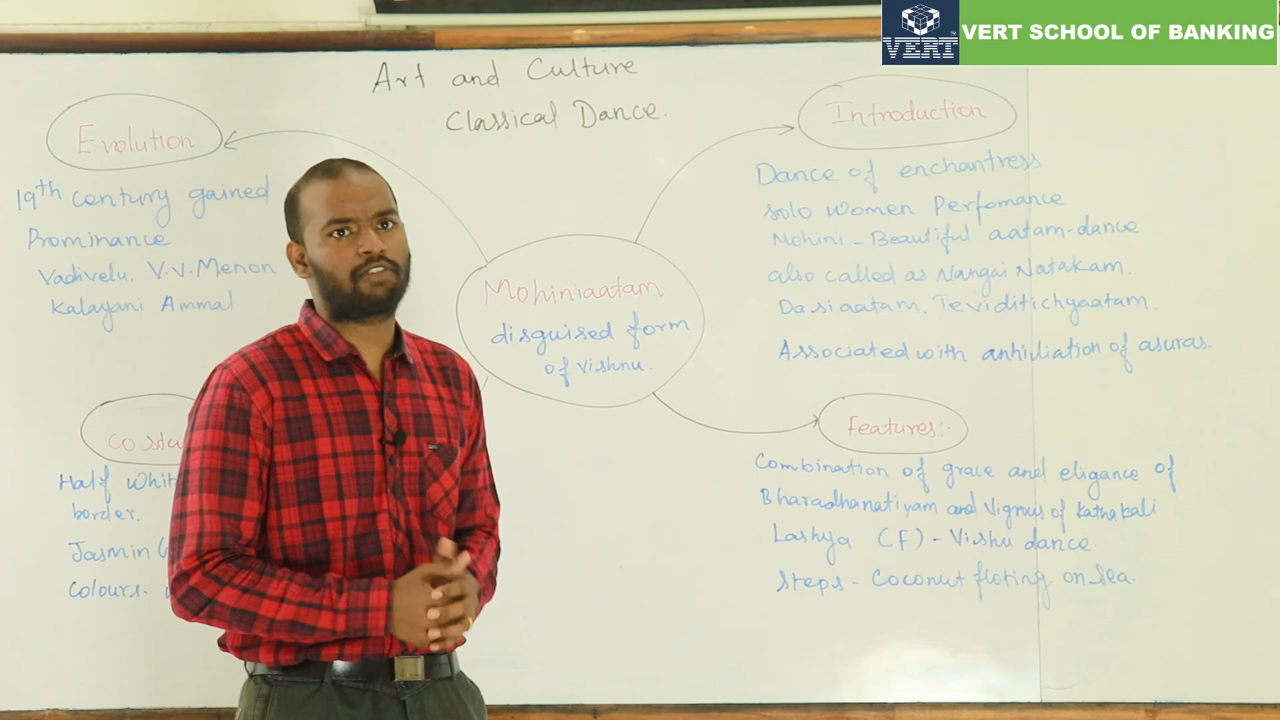 VERT
VERT SCHOOL OF BANKING
Art and Culture
Classical Dance.
Evolution
19th century gained
Prominance
Vadivelu, V.V.Menon
Kalayani Ammal
Mohiniaatam
disguised form
of vishnu.
Introduction
Dance of enchantress
solo women Perfomance
Mohini - Beautiful aatam-dance
also called as Nangai Natakam.
Dasiaatam, Teviditichyaatam.
Associated with anhiliation of asuras.
Costu
Half Whit
border.
Jasmin
Colours.
Features:-
Combination of grace and eligance of
Bharadhanatiyam and Vigrous of kathakali
Lashya (F) - Vishu dance.
Steps - Coconut floting on sea.